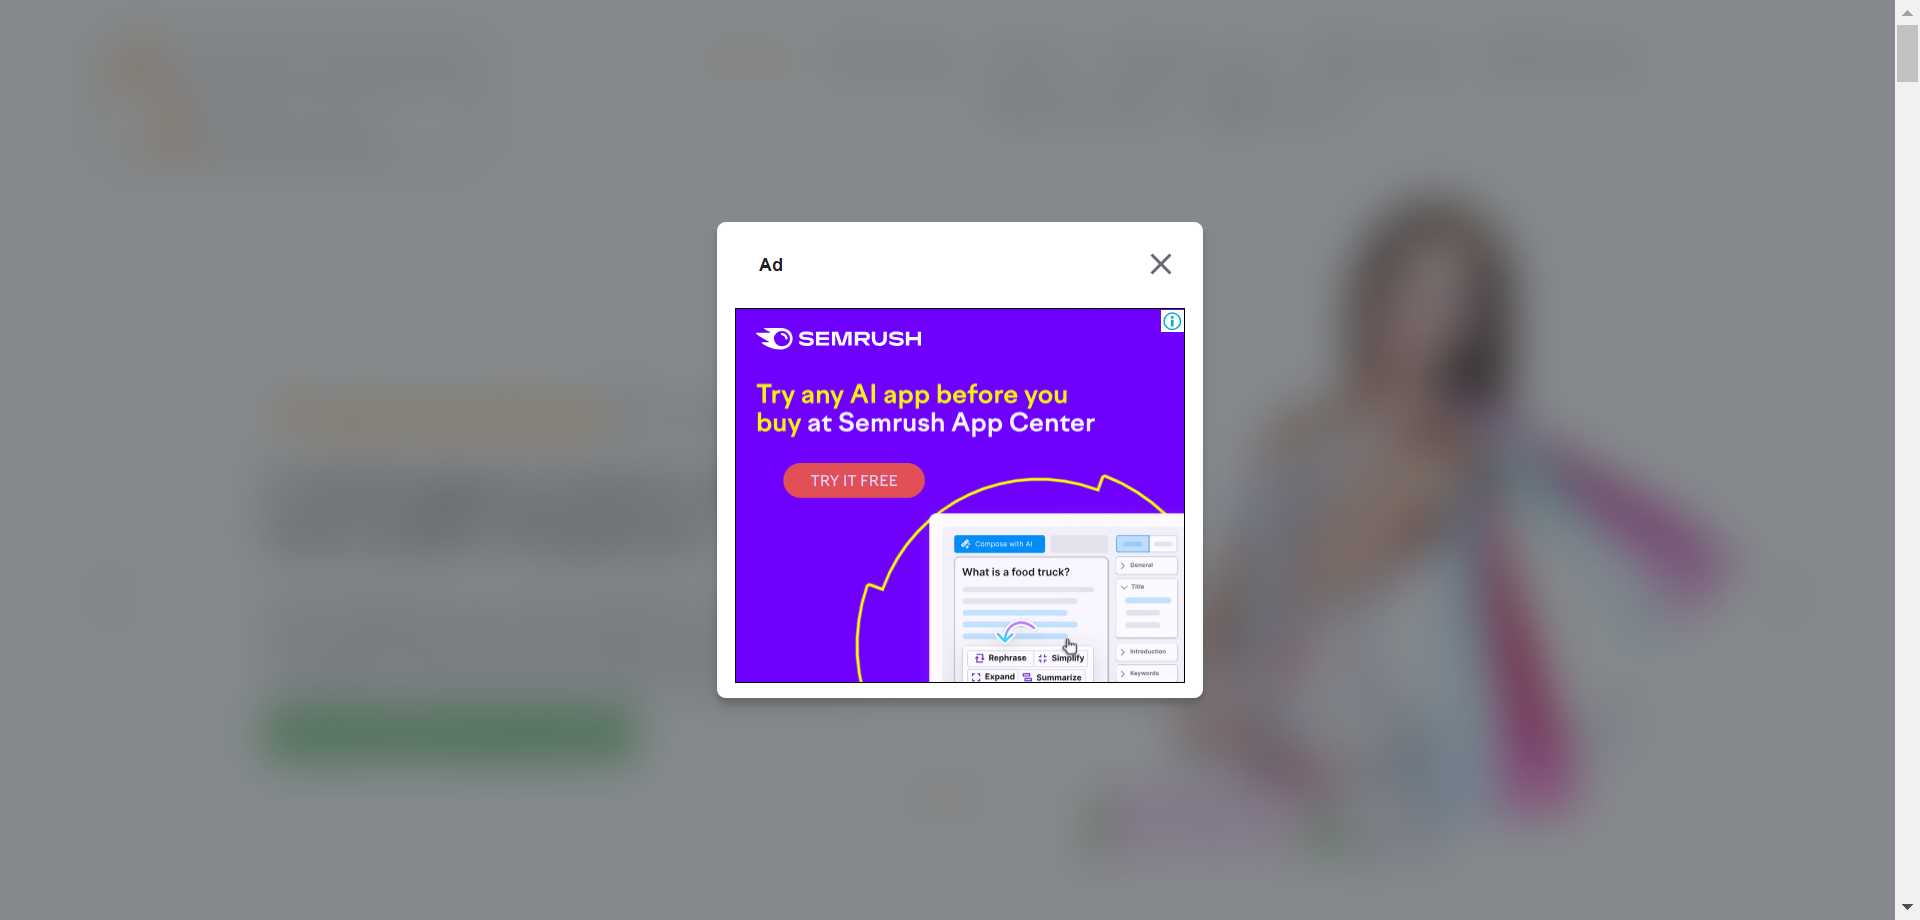 Ad
SEMRUSH
Try any AI app before you
buy at Semrush App Center
TRY IT FREE
Compose with AI
What is a food truck?
Rephrase
Simplify
Expand
Summarize
General
Title
Introduction
Keywords